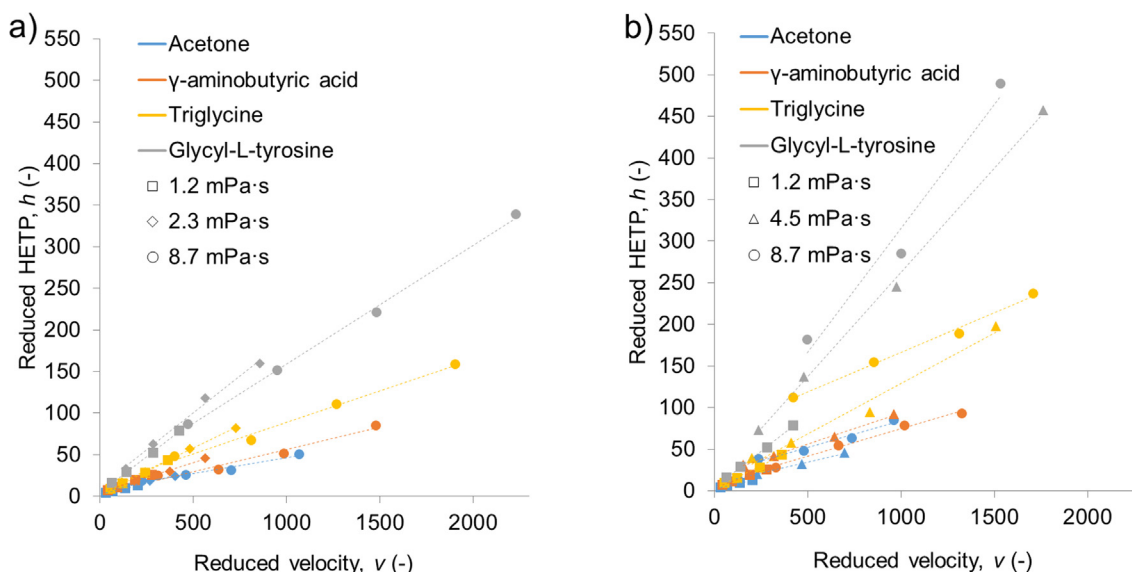 a)
Reduced HETP, h (-)
550
500
450
400
350
300
250
200
150
100
50
0
Acetone
γ-aminobutyric acid
Triglycine
Glycyl-L-tyrosine
1.2 mPa·s
2.3 mPa·s
8.7 mPa·s
0 500 1000 1500 2000
Reduced velocity, v (-)
b)
Reduced HETP, h (-)
550
500
450
400
350
300
250
200
150
100
50
0
Acetone
γ-aminobutyric acid
Triglycine
Glycyl-L-tyrosine
1.2 mPa·s
4.5 mPa·s
8.7 mPa·s
0 500 1000 1500 2000
Reduced velocity, v (-)